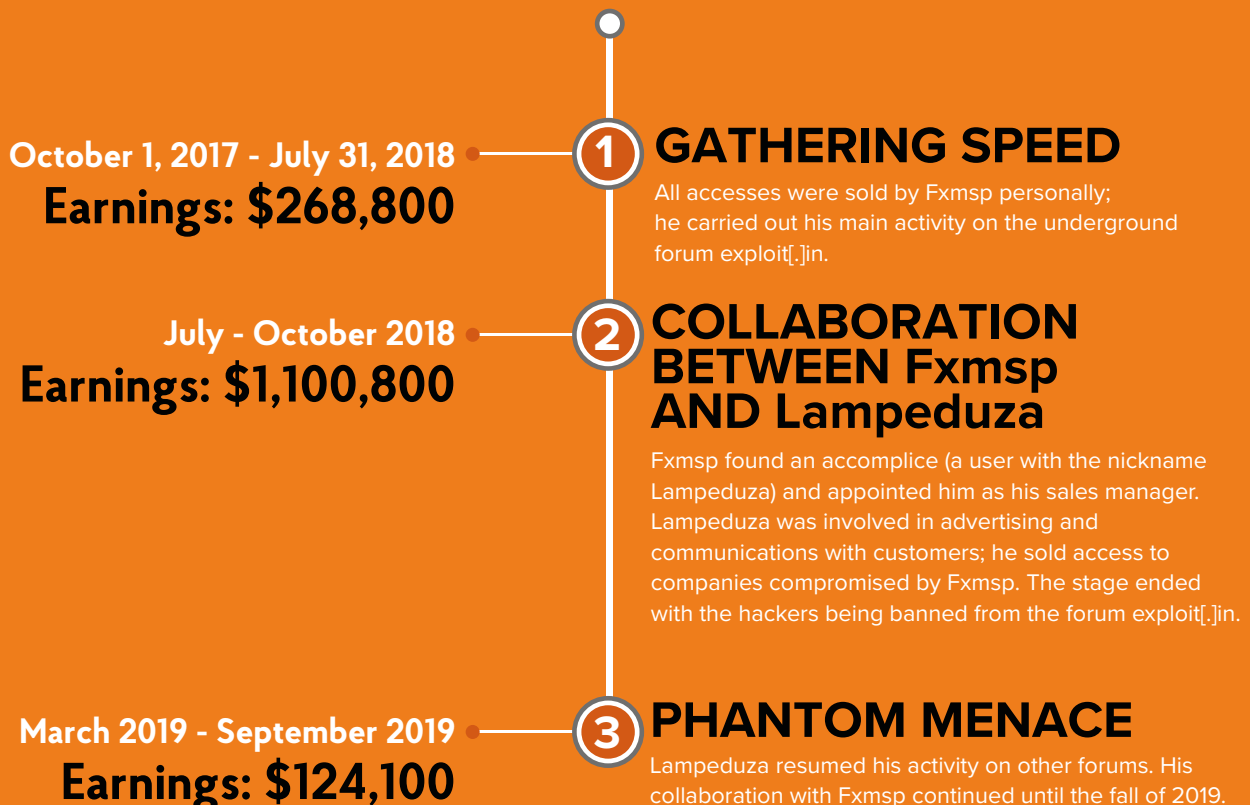 October 1, 2017 - July 31, 2018
Earnings: $268,800
1
GATHERING SPEED
All accesses were sold by Fxmsp personally;
he carried out his main activity on the underground
forum exploit[.]in.
July - October 2018
Earnings: $1,100,800
2
COLLABORATION
BETWEEN Fxmsp
AND Lampeduza
Fxmsp found an accomplice (a user with the nickname
Lampeduza) and appointed him as his sales manager.
Lampeduza was involved in advertising and
communications with customers; he sold access to
companies compromised by Fxmsp. The stage ended
with the hackers being banned from the forum exploit[.]in.
March 2019 - September 2019
Earnings: $124,100
3
PHANTOM MENACE
Lampeduza resumed his activity on other forums. His
collaboration with Fxmsp continued until the fall of 2019.